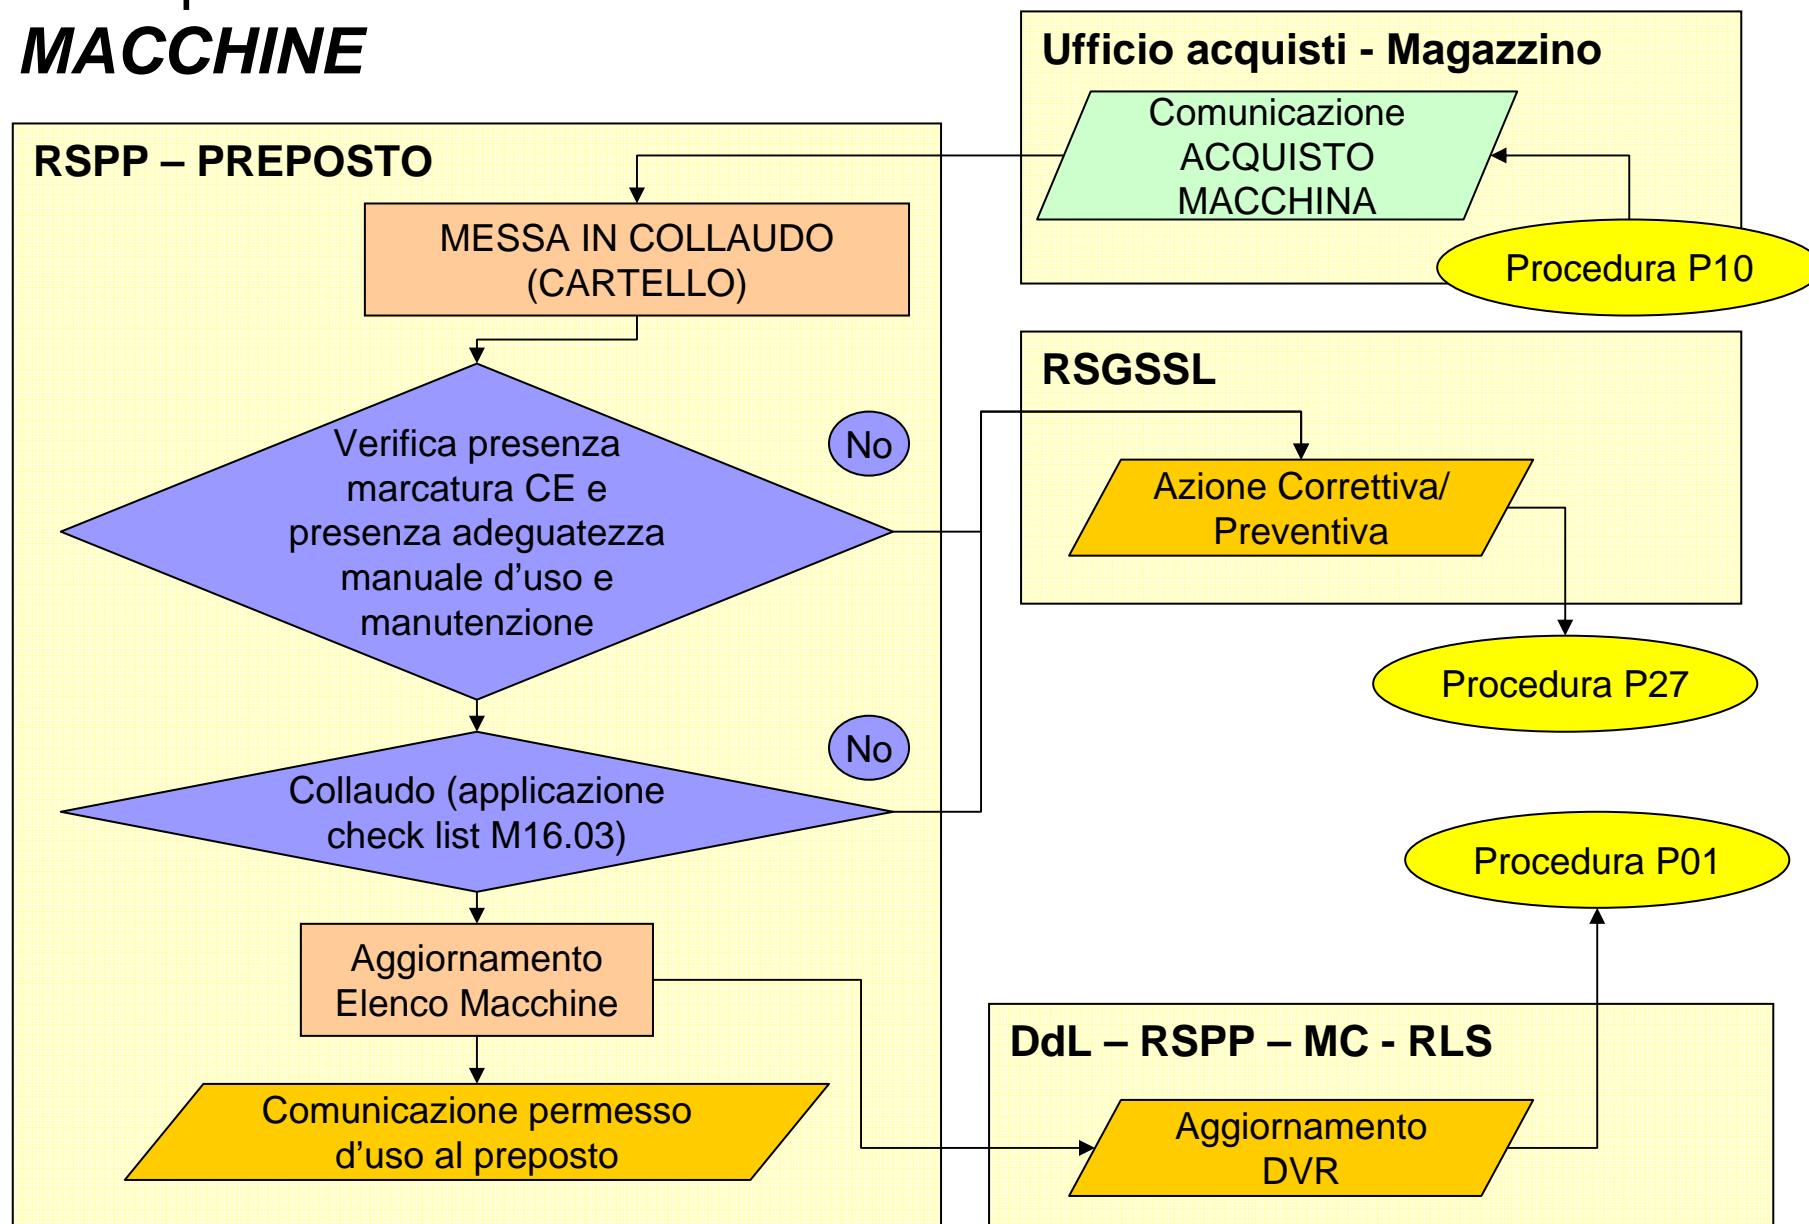 MACCHINE
Ufficio acquisti - Magazzino
Comunicazione
ACQUISTO
MACCHINA
Procedura P10
RSPP – PREPOSTO
MESSA IN COLLAUDO
(CARTELLO)
Verifica presenza
marcatura CE e
presenza adeguatezza
manuale d’uso e
manutenzione
No
RSGSSL
Azione Correttiva/
Preventiva
Procedura P27
Collaudo (applicazione
check list M16.03)
No
Procedura P01
Aggiornamento
Elenco Macchine
Comunicazione permesso
d’uso al preposto
DdL – RSPP – MC - RLS
Aggiornamento
DVR